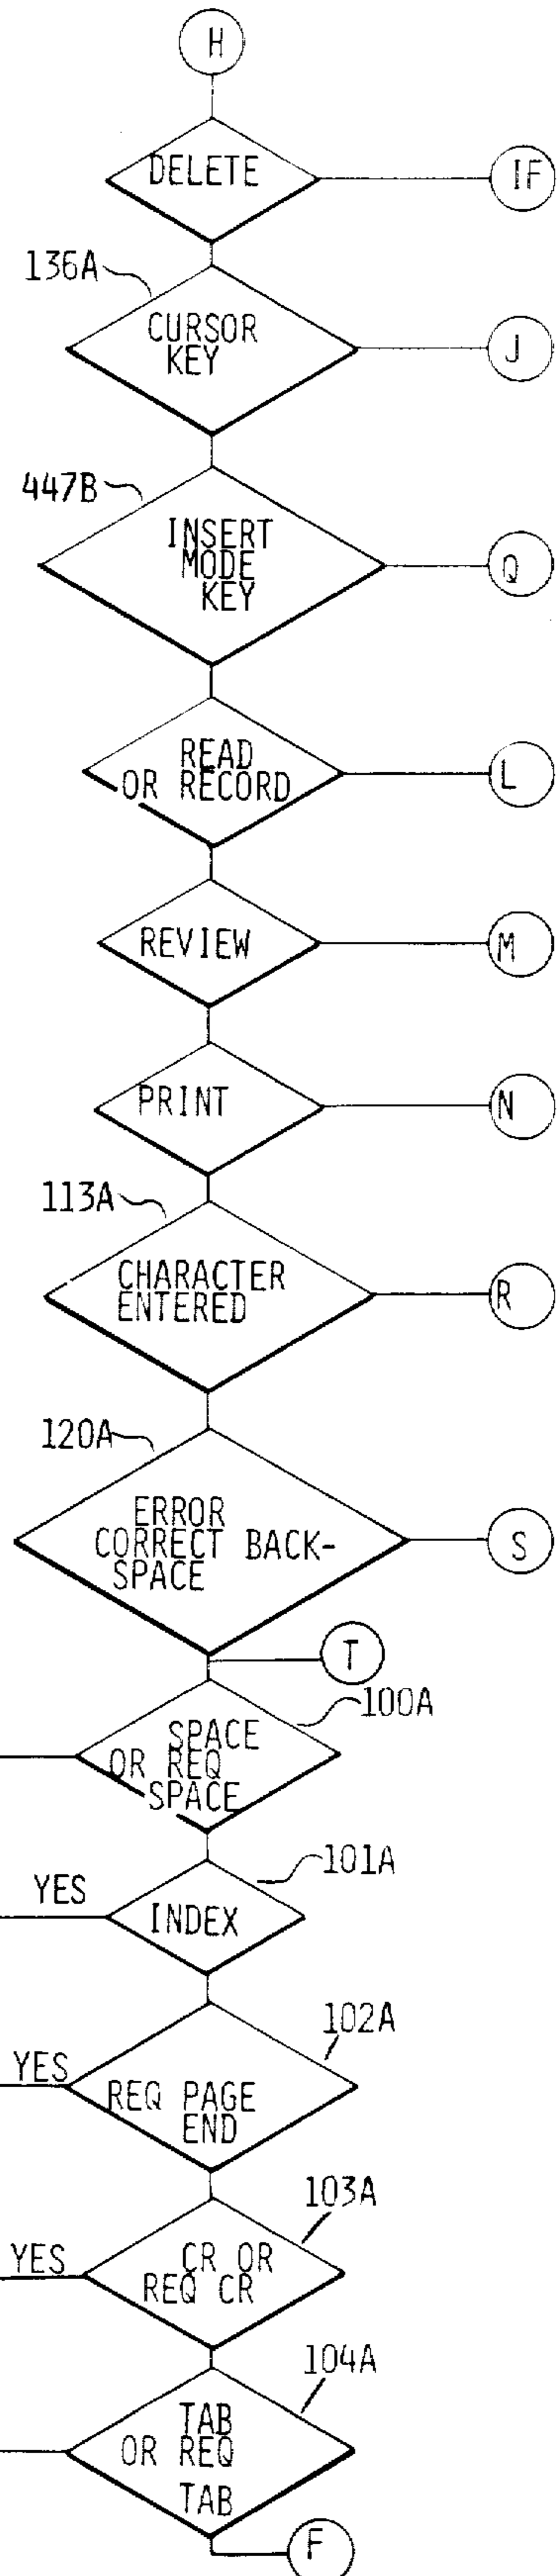 H
DELETE
IF
136A
CURSOR
KEY
J
447B
INSERT
MODE
KEY
Q
READ
OR RECORD
L
REVIEW
M
PRINT
N
113A
CHARACTER
ENTERED
R
120A
ERROR
CORRECT BACK-
SPACE
S
T
100A
SPACE
OR REQ
SPACE
101A
YES
INDEX
102A
YES
REQ PAGE
END
103A
YES
CR OR
REQ CR
104A
TAB
OR REQ
TAB
F